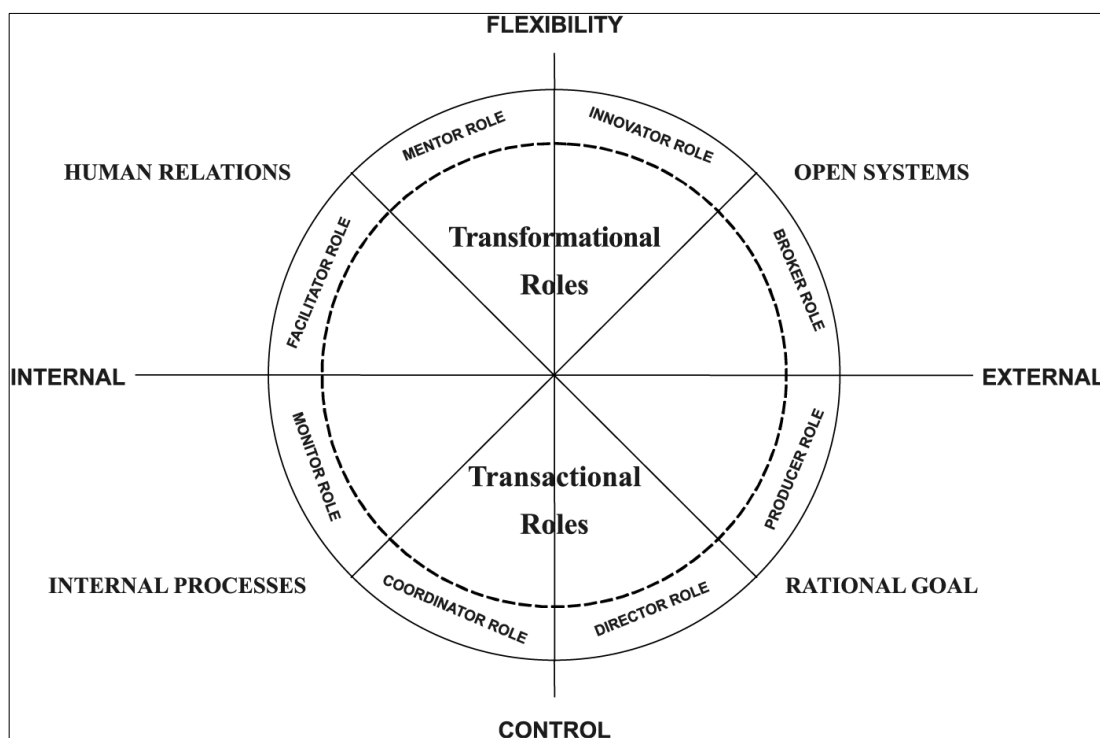 FLEXIBILITY
MENTOR ROLE
INNOVATOR ROLE
HUMAN RELATIONS
OPEN SYSTEMS
FACILITATOR ROLE
Transformational
Roles
BROKER ROLE
INTERNAL
EXTERNAL
MONITOR ROLE
Transactional
Roles
PRODUCER ROLE
INTERNAL PROCESSES
COORDINATOR ROLE
DIRECTOR ROLE
RATIONAL GOAL
CONTROL